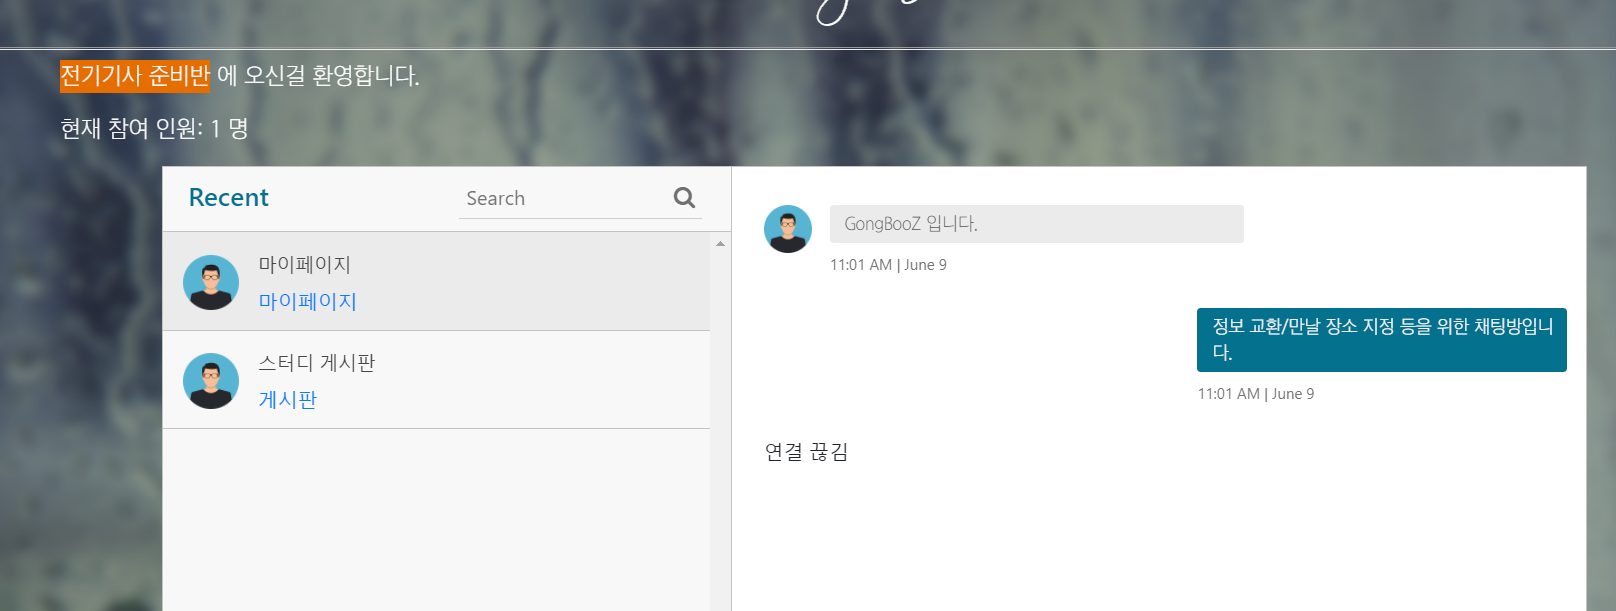 전기기사 준비반 에 오신걸 환영합니다.
현재 참여 인원: 1 명
Recent
Search
마이페이지
마이페이지
스터디 게시판
게시판
GongBooZ 입니다.
11:01 AM | June 9
정보 교환/만날 장소 지정 등을 위한 채팅방입니
다.
11:01 AM | June 9
연결 끊김